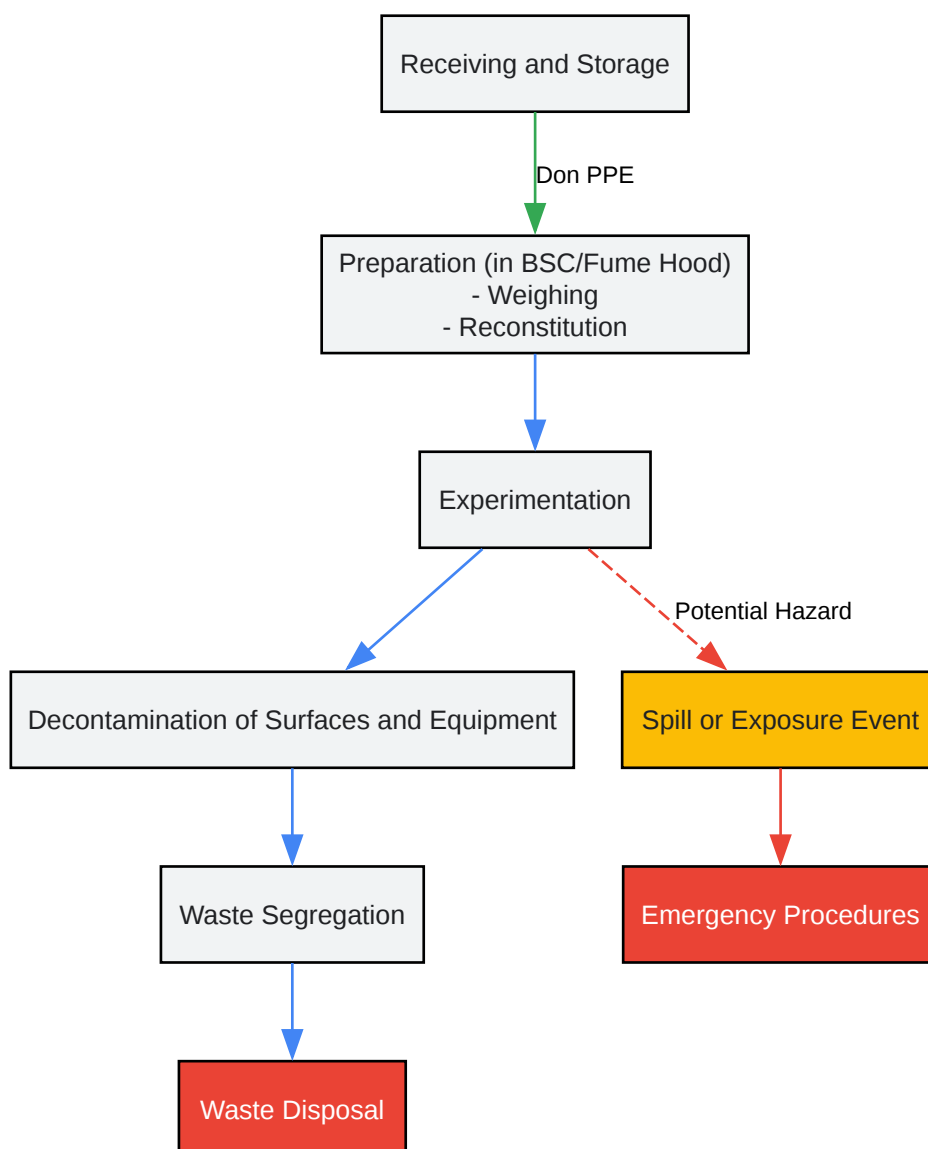 Receiving and Storage
Don PPE
Preparation (in BSC/Fume Hood)
- Weighing
- Reconstitution
Experimentation
Potential Hazard
Decontamination of Surfaces and Equipment
Spill or Exposure Event
Waste Segregation
Emergency Procedures
Waste Disposal